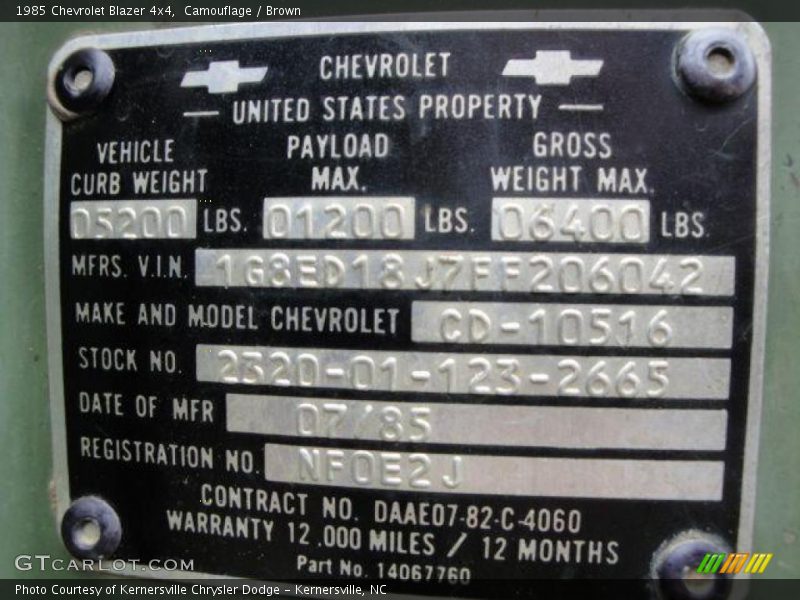 1985 Chevrolet Blazer 4x4, Camouflage / Brown
CHEVROLET
UNITED STATES PROPERTY
VEHICLE CURB WEIGHT
PAYLOAD MAX.
GROSS WEIGHT MAX.
05200 LBS. 01200 LBS. 06400 LBS.
MFRS. V.I.N. 1G8ED18J7FF206042
MAKE AND MODEL CHEVROLET CD-10516
STOCK NO. 2320-01-123-2665
DATE OF MFR 07/85
REGISTRATION NO. NF0E2J
CONTRACT NO. DAAE07-82-C-4060
WARRANTY 12,000 MILES / 12 MONTHS
Part No. 14067760
GTcarlot.com
Photo Courtesy of Kernersville Chrysler Dodge – Kernersville, NC